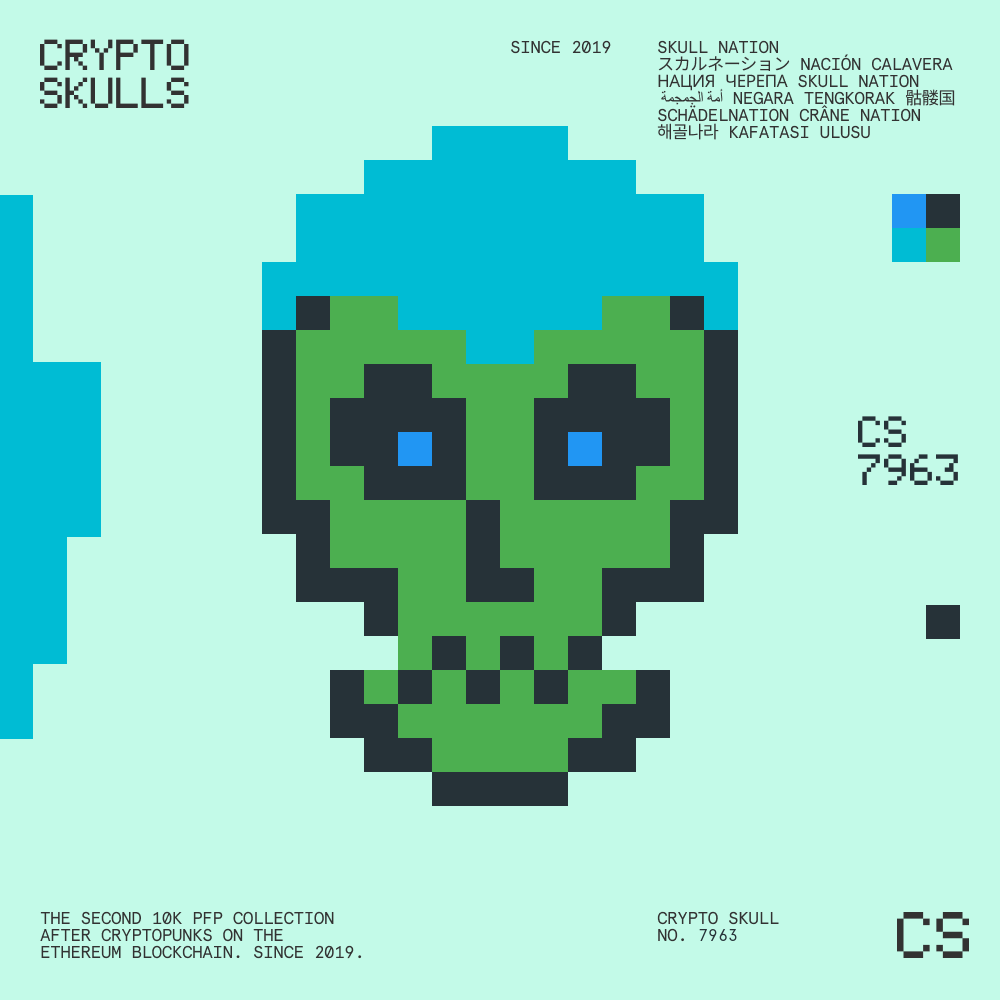 CRYPTO
SKULLS
SINCE 2019
SKULL NATION
スカルネーション NACIÓN CALAVERA
НАЦИЯ ЧЕРЕПА SKULL NATION
أمة الجمجمة NEGARA TENGKORAK 骷髅国
SCHÄDELNATION CRÂNE NATION
해골나라 KAFATASI ULUSU
CS
7963
THE SECOND 10K PFP COLLECTION
AFTER CRYPTOPUNKS ON THE
ETHEREUM BLOCKCHAIN. SINCE 2019.
CRYPTO SKULL
NO. 7963
CS